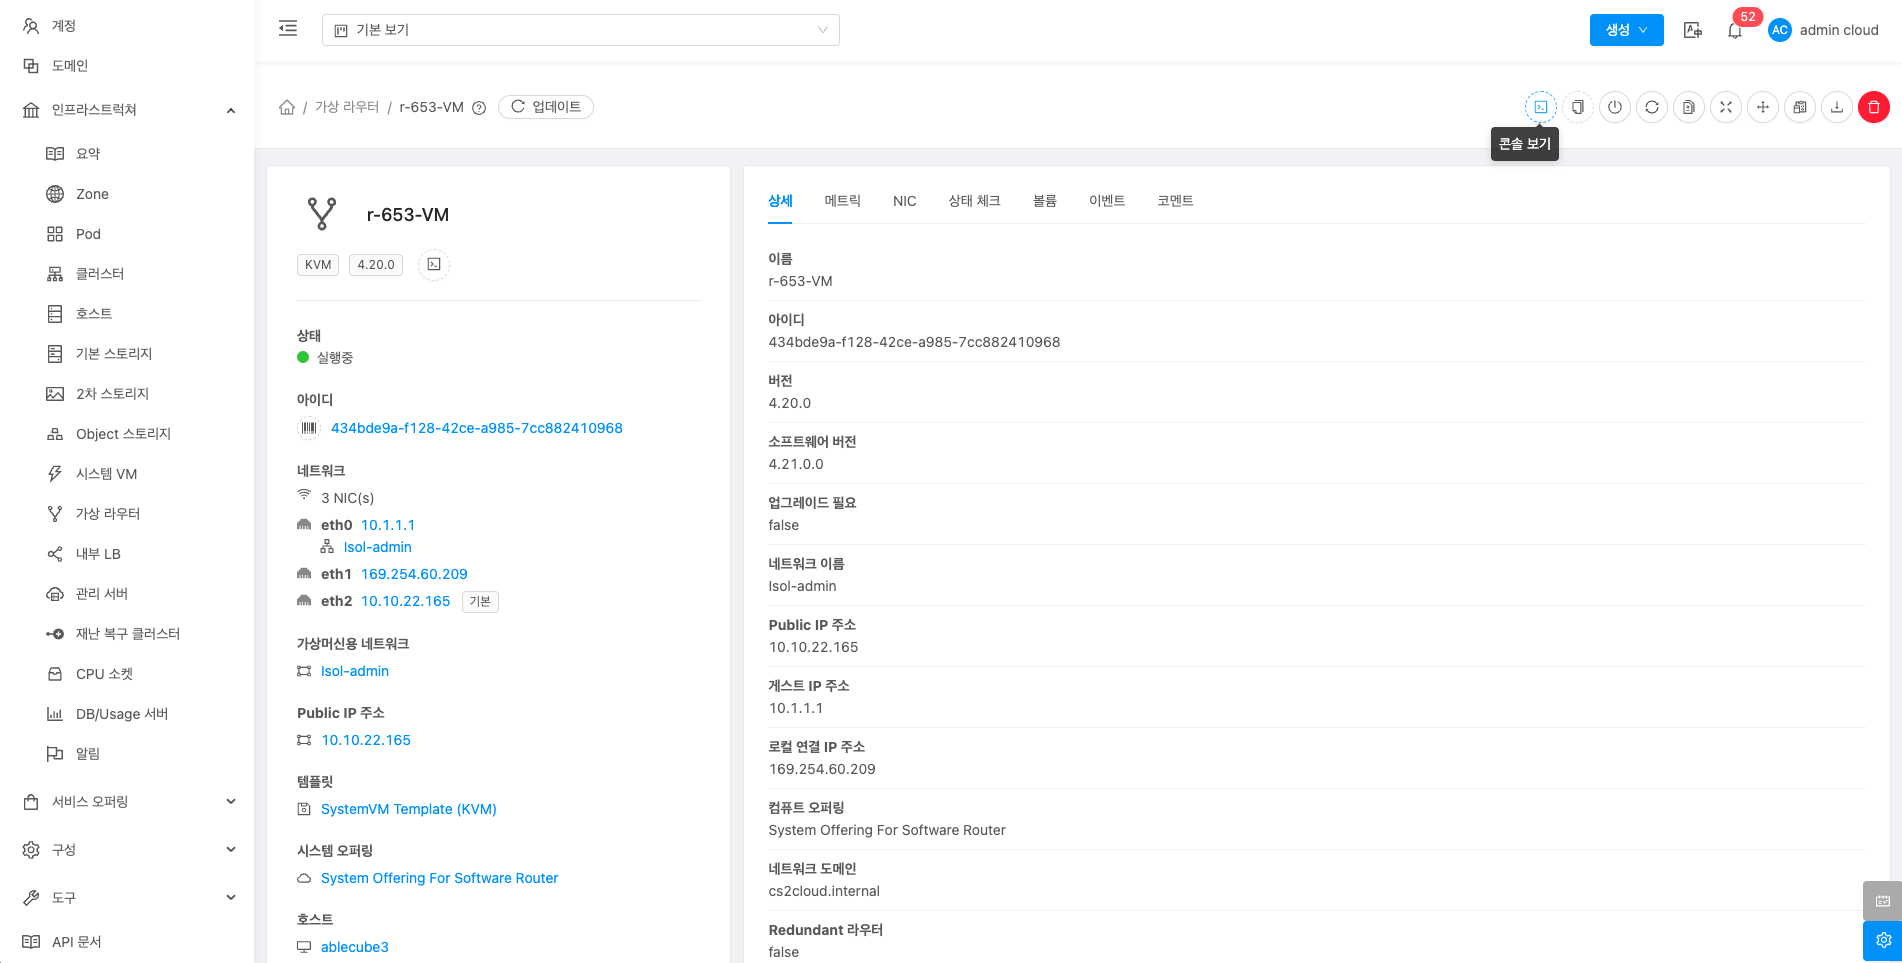 계정
도메인
인프라스트럭쳐
요약
Zone
Pod
클러스터
호스트
기본 스토리지
2차 스토리지
Object 스토리지
시스템 VM
가상 라우터
내부 LB
관리 서버
재난 복구 클러스터
CPU 소켓
DB/Usage 서버
알림
서비스 오퍼링
구성
도구
API 문서
기본 보기
생성
52
AC
admin cloud
/ 가상 라우터 / r-653-VM
업데이트
콘솔 보기
r-653-VM
KVM
4.20.0
상태
실행중
아이디
434bde9a-f128-42ce-a985-7cc882410968
네트워크
3 NIC(s)
eth0 10.1.1.1
lsol-admin
eth1 169.254.60.209
eth2 10.10.22.165 기본
가상머신용 네트워크
lsol-admin
Public IP 주소
10.10.22.165
템플릿
SystemVM Template (KVM)
시스템 오퍼링
System Offering For Software Router
호스트
ablecube3
상세 메트릭 NIC 상태 체크 볼륨 이벤트 코멘트
이름
r-653-VM
아이디
434bde9a-f128-42ce-a985-7cc882410968
버전
4.20.0
소프트웨어 버전
4.21.0.0
업그레이드 필요
false
네트워크 이름
lsol-admin
Public IP 주소
10.10.22.165
게스트 IP 주소
10.1.1.1
로컬 연결 IP 주소
169.254.60.209
컴퓨트 오퍼링
System Offering For Software Router
네트워크 도메인
cs2cloud.internal
Redundant 라우터
false